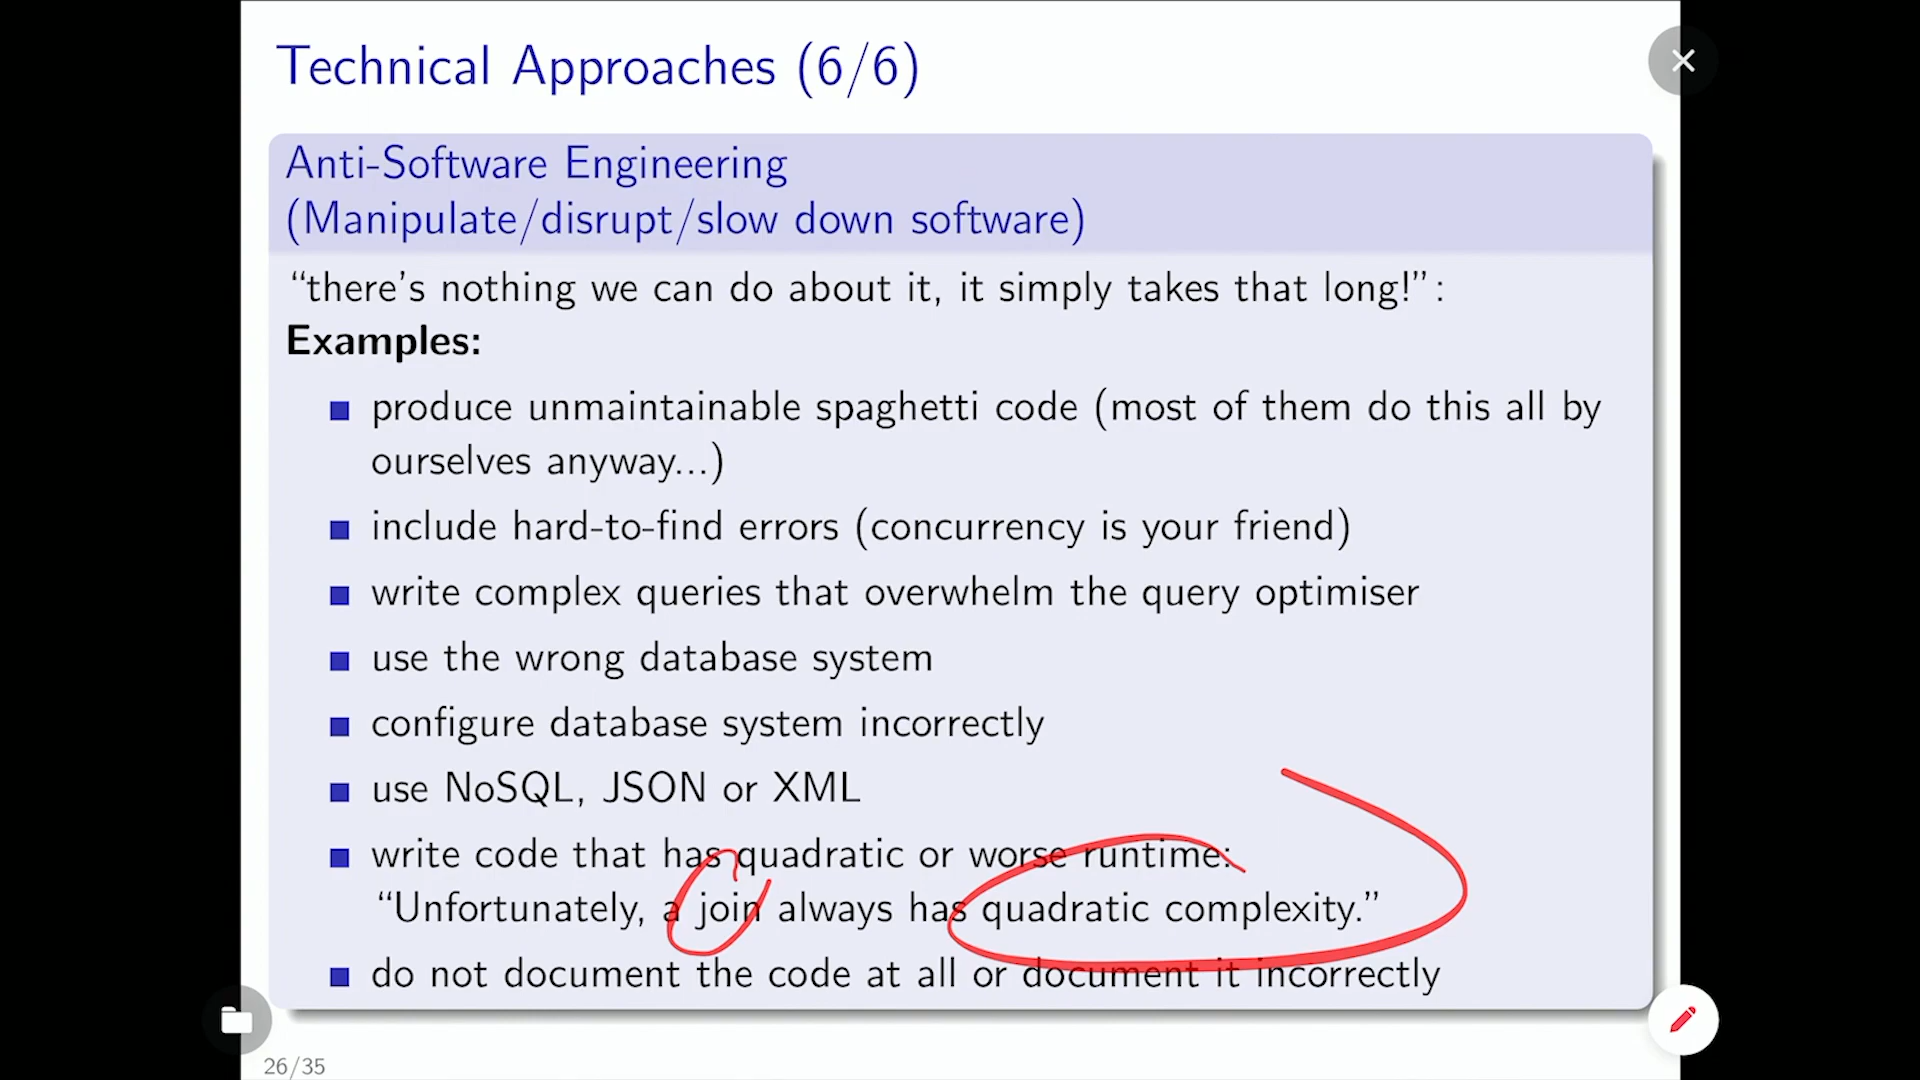 Technical Approaches (6/6)
Anti-Software Engineering
(Manipulate/disrupt/slow down software)
“there’s nothing we can do about it, it simply takes that long!”:
Examples:
produce unmaintainable spaghetti code (most of them do this all by
ourselves anyway...)
include hard-to-find errors (concurrency is your friend)
write complex queries that overwhelm the query optimiser
use the wrong database system
configure database system incorrectly
use NoSQL, JSON or XML
write code that has quadratic or worse runtime:
“Unfortunately, a join always has quadratic complexity.”
do not document the code at all or document it incorrectly
26/35